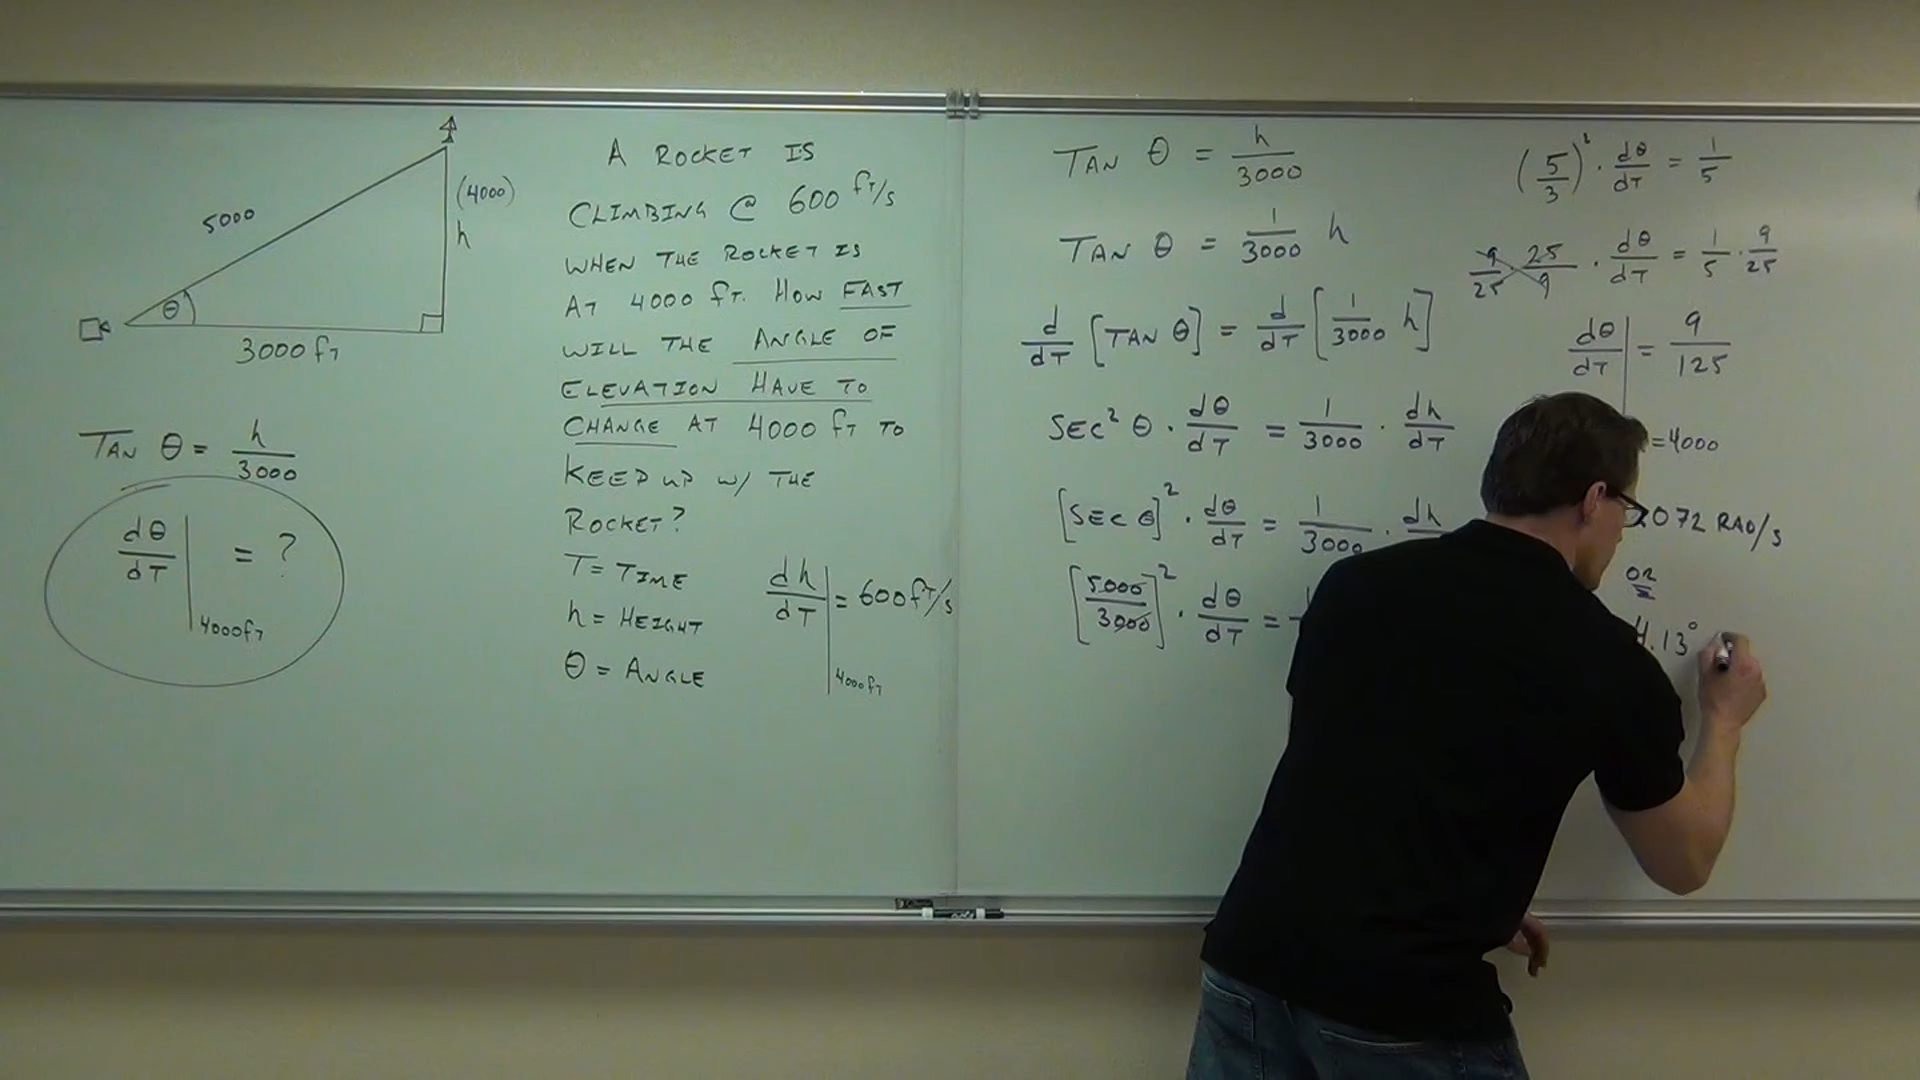 5000
(4000)
h
θ
3000 fT
TAN θ = h/3000
dθ/dT | 4000fT = ?
A ROCKET IS
CLIMBING @ 600 fT/s
WHEN THE ROCKET IS
AT 4000 fT. HOW FAST
WILL THE ANGLE OF
ELEVATION HAVE TO
CHANGE AT 4000 fT TO
KEEP UP W/ THE
ROCKET?
T = TIME
h = HEIGHT
θ = ANGLE
dh/dT | 4000fT = 600 fT/s
TAN θ = h/3000
TAN θ = 1/3000 h
d/dT [TAN θ] = d/dT [1/3000 h]
SEC² θ · dθ/dT = 1/3000 · dh/dT
[SEC θ]² · dθ/dT = 1/3000 · dh
[5000/3000]² · dθ/dT =
(5/3)² · dθ/dT = 1/5
9/25 · 25/9 · dθ/dT = 1/5 · 9/25
dθ/dT | = 9/125
=4000
072 RAD/s
OR
4.13°